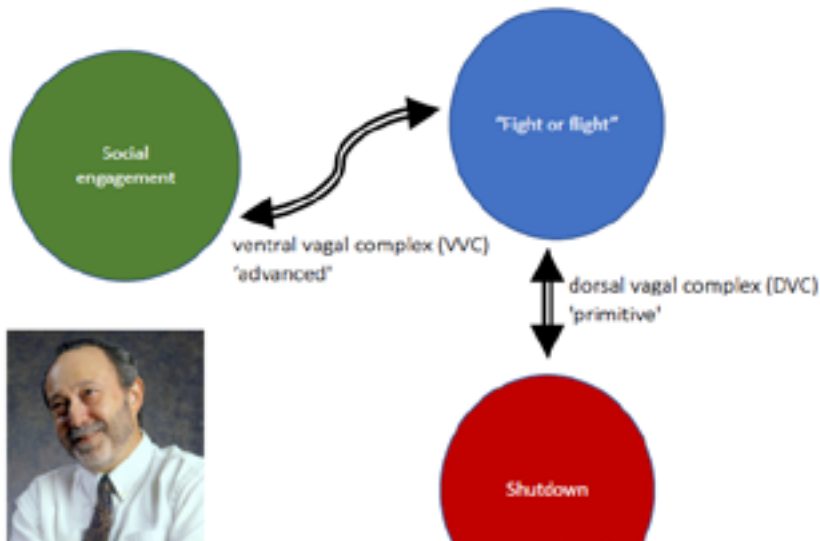 Social
engagement
"Fight or flight"
ventral vagal complex (VVC)
'advanced'
dorsal vagal complex (DVC)
'primitive'
Shutdown